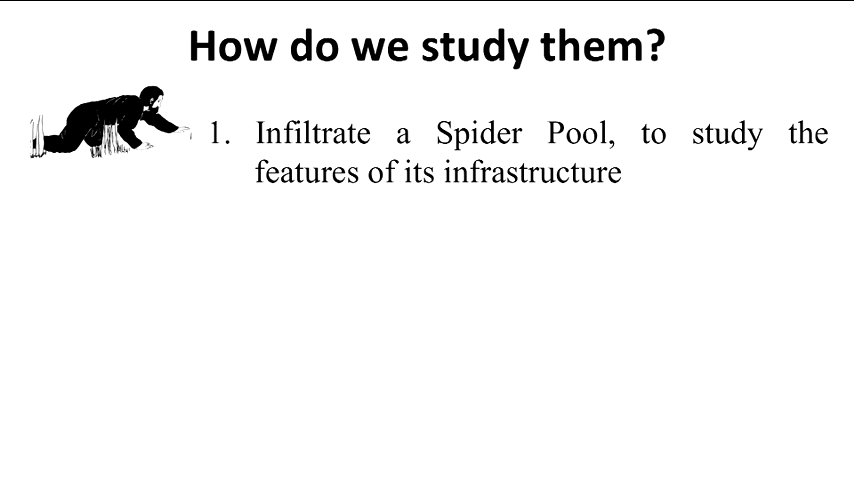 How do we study them?
1. Infiltrate a Spider Pool, to study the
features of its infrastructure